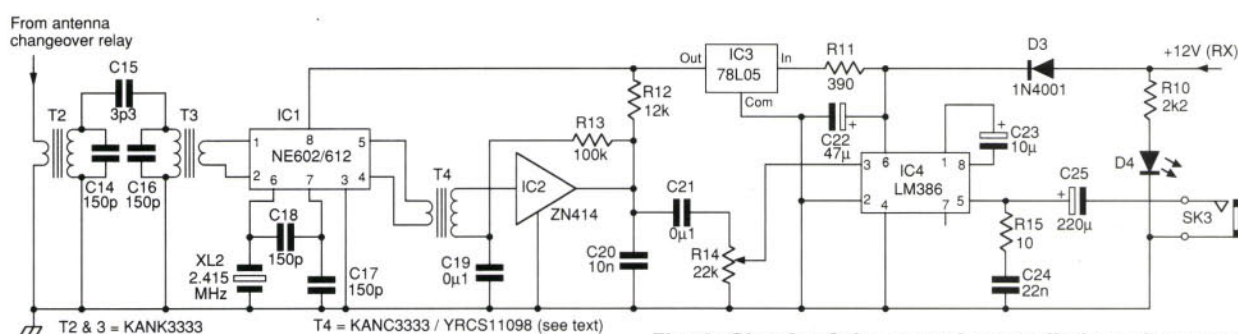 From antenna
changeover relay
C15
3p3
T2
T3
C14
150p
C16
150p
IC1
8
NE602/612
1
2
5
4
6
7
3
C18
150p
XL2
2.415
MHz
C17
150p
T4
C19
0µ1
R13
100k
R12
12k
IC2
ZN414
C20
10n
C21
0µ1
R14
22k
Out
IC3
78L05
In
Com
R11
390
C22
47µ
+
D3
1N4001
+12V (RX)
R10
2k2
D4
3
2
6
4
1
8
5
7
IC4
LM386
+
C23
10µ
C25
+
220µ
R15
10
C24
22n
SK3
T2 & 3 = KANK3333
T4 = KANC3333 / YRCS11098 (see text)